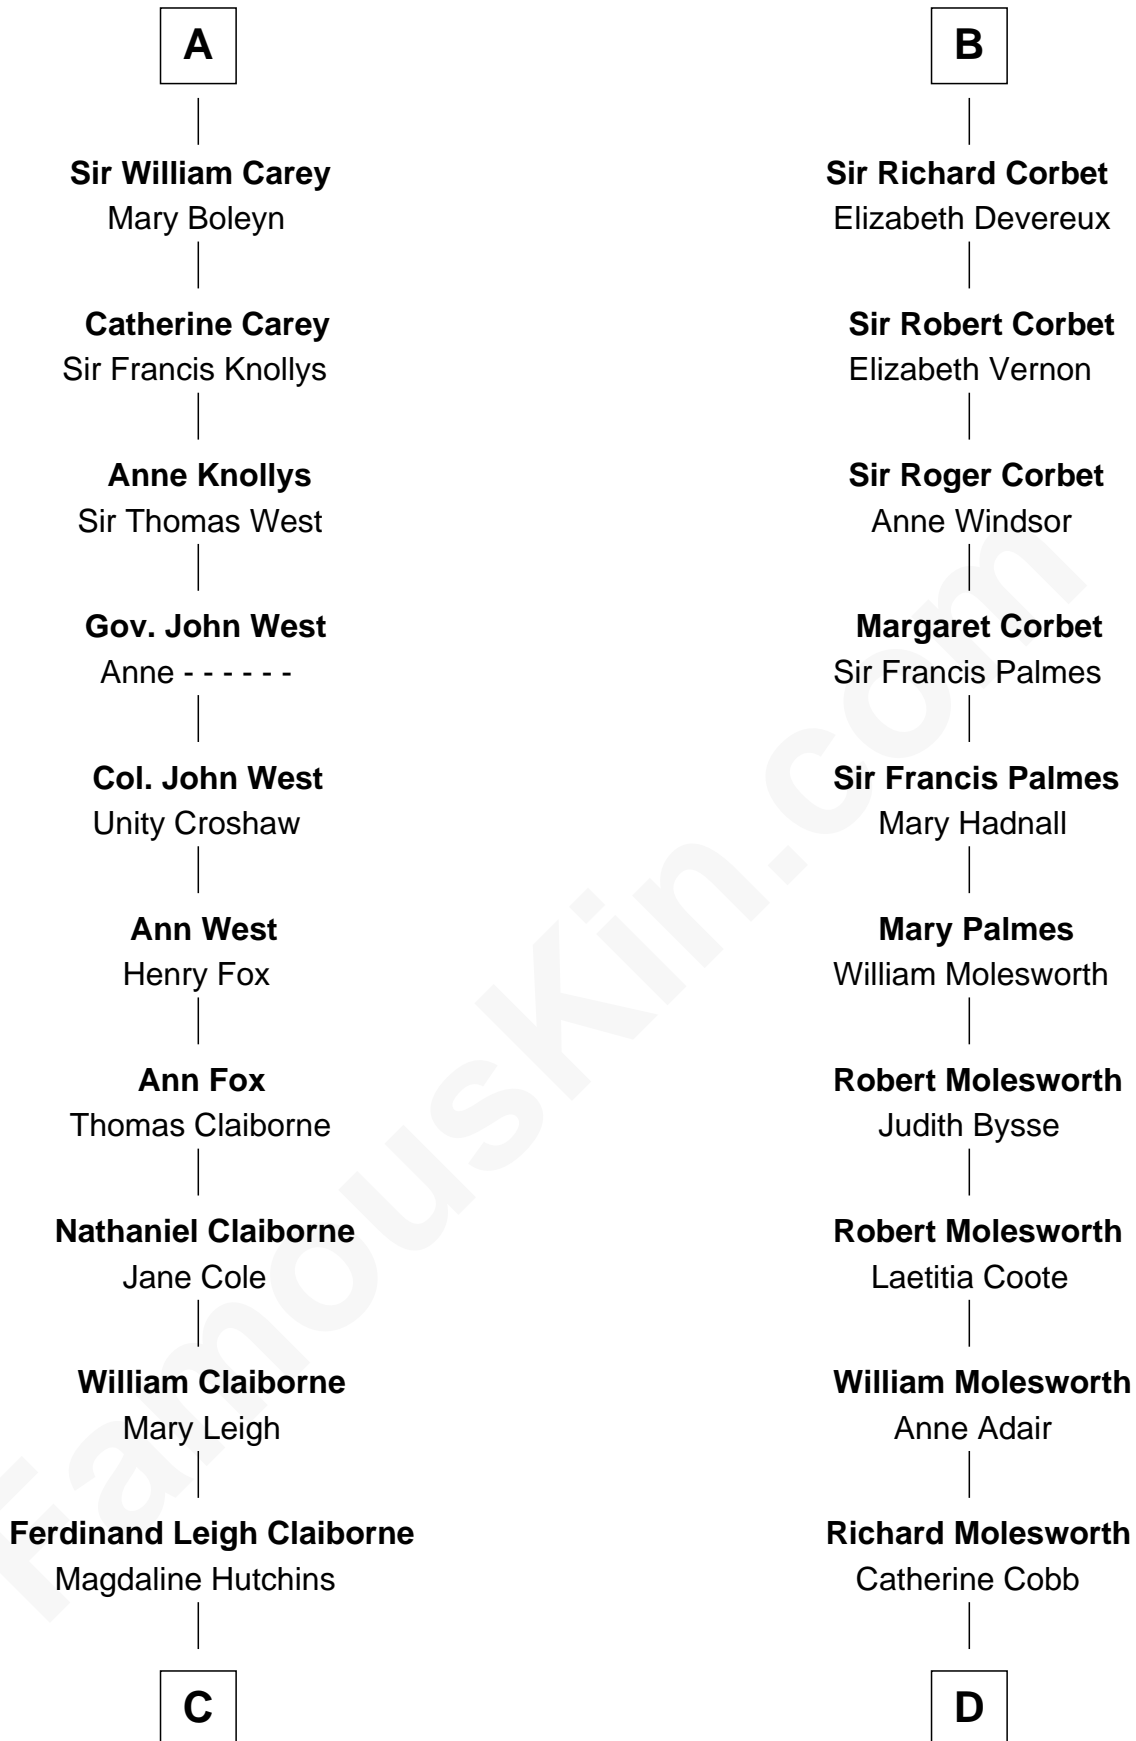 A
Sir William Carey
Mary Boleyn
Catherine Carey
Sir Francis Knollys
Anne Knollys
Sir Thomas West
Gov. John West
Anne - - - - - -
Col. John West
Unity Croshaw
Ann West
Henry Fox
Ann Fox
Thomas Claiborne
Nathaniel Claiborne
Jane Cole
William Claiborne
Mary Leigh
Ferdinand Leigh Claiborne
Magdaline Hutchins
C
B
Sir Richard Corbet
Elizabeth Devereux
Sir Robert Corbet
Elizabeth Vernon
Sir Roger Corbet
Anne Windsor
Margaret Corbet
Sir Francis Palmes
Sir Francis Palmes
Mary Hadnall
Mary Palmes
William Molesworth
Robert Molesworth
Judith Bysse
Robert Molesworth
Laetitia Coote
William Molesworth
Anne Adair
Richard Molesworth
Catherine Cobb
D
FamousKin.com